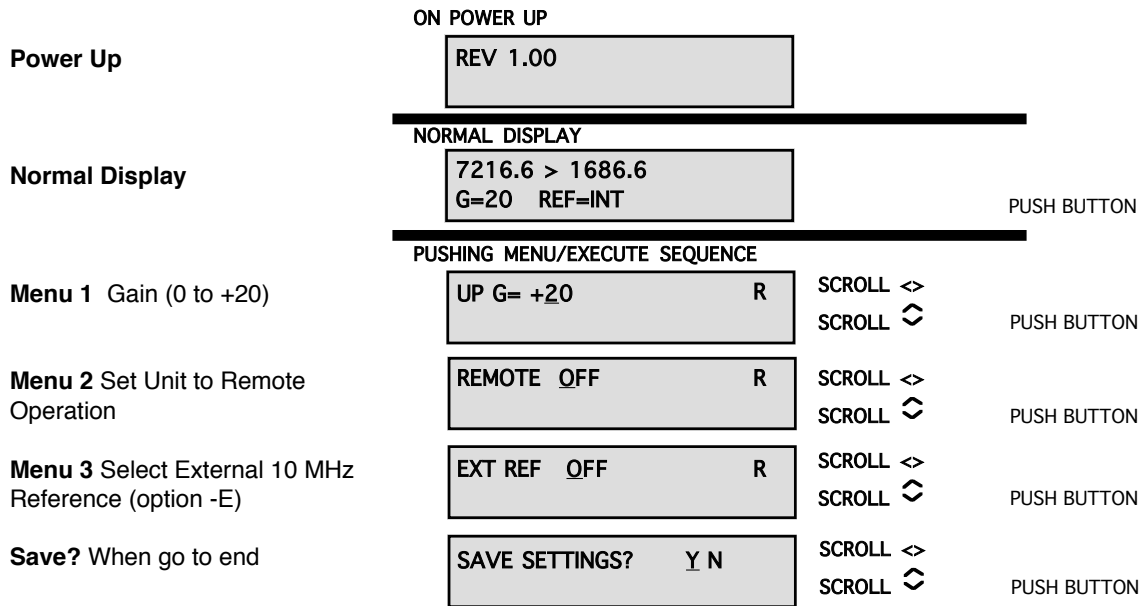 ON POWER UP
Power Up
REV 1.00
NORMAL DISPLAY
Normal Display
7216.6 > 1686.6
G=20 REF=INT
PUSH BUTTON
PUSHING MENU/EXECUTE SEQUENCE
Menu 1 Gain (0 to +20)
UP G= +20 R
SCROLL <>
SCROLL
PUSH BUTTON
Menu 2 Set Unit to Remote
Operation
REMOTE OFF R
SCROLL <>
SCROLL
PUSH BUTTON
Menu 3 Select External 10 MHz
Reference (option -E)
EXT REF OFF R
SCROLL <>
SCROLL
PUSH BUTTON
Save? When go to end
SAVE SETTINGS? Y N
SCROLL <>
SCROLL
PUSH BUTTON